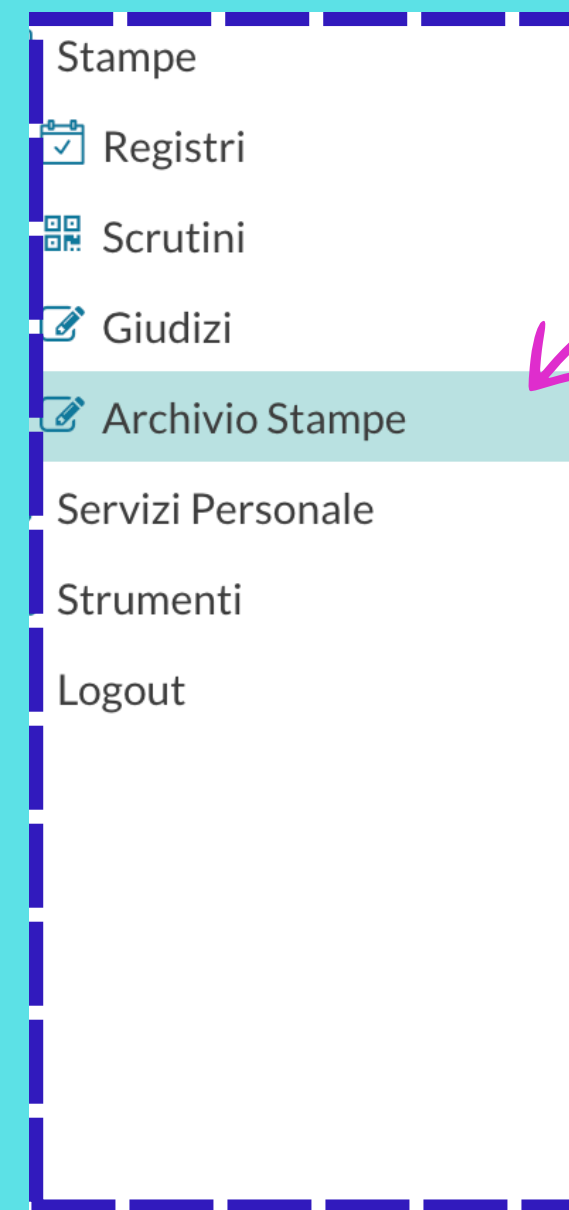 Stampe
Registri
Scrutini
Giudizi
Archivio Stampe
Servizi Personale
Strumenti
Logout